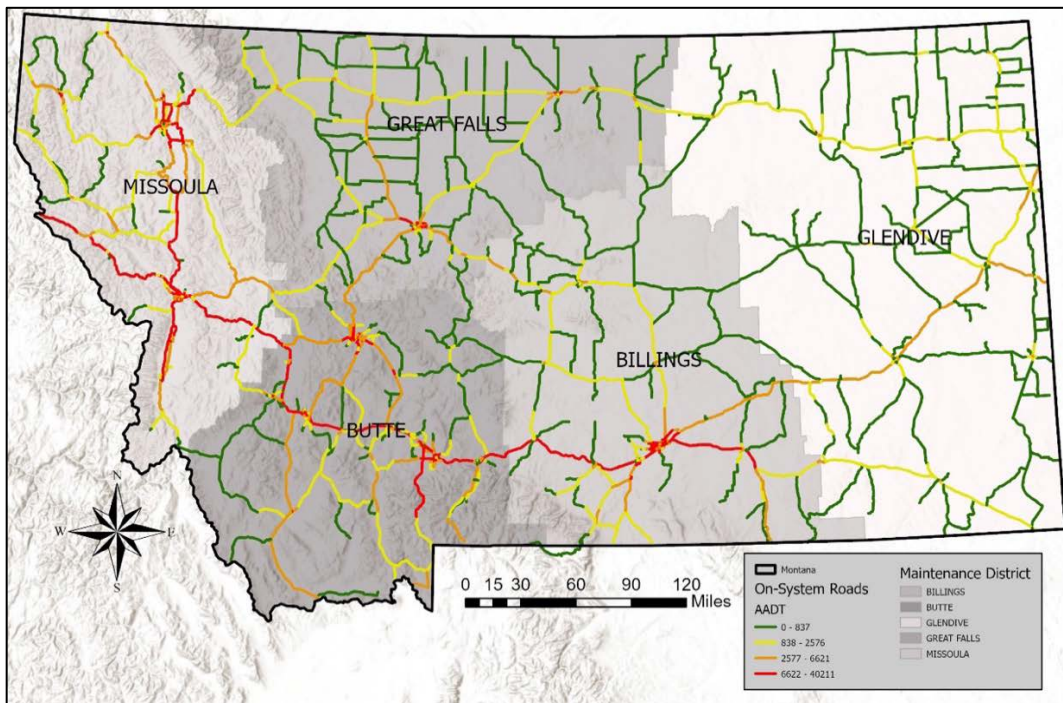 GREAT FALLS
MISSOULA
GLENDIVE
BILLINGS
BUTTE
N
W E
S
0 15 30 60 90 120
Miles
Montana
On-System Roads
AADT
0 - 837
838 - 2576
2577 - 6621
6622 - 40211
Maintenance District
BILLINGS
BUTTE
GLENDIVE
GREAT FALLS
MISSOULA